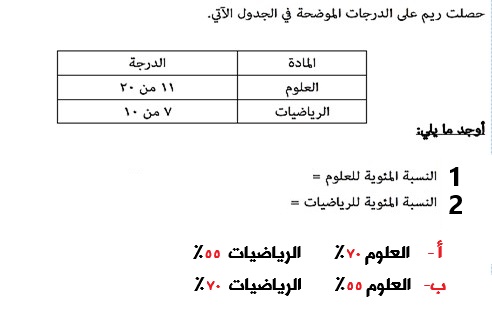 حصلت ريم على الدرجات الموضحة في الجدول الآتي.
المادة الدرجة
العلوم ١١ من ٢٠
الرياضيات ٧ من ١٠
أوجد ما يلي:
1 النسبة المئوية للعلوم =
2 النسبة المئوية للرياضيات =
أ- العلوم ٧٠٪ الرياضيات ٥٥٪
ب- العلوم ٥٥٪ الرياضيات ٧٠٪